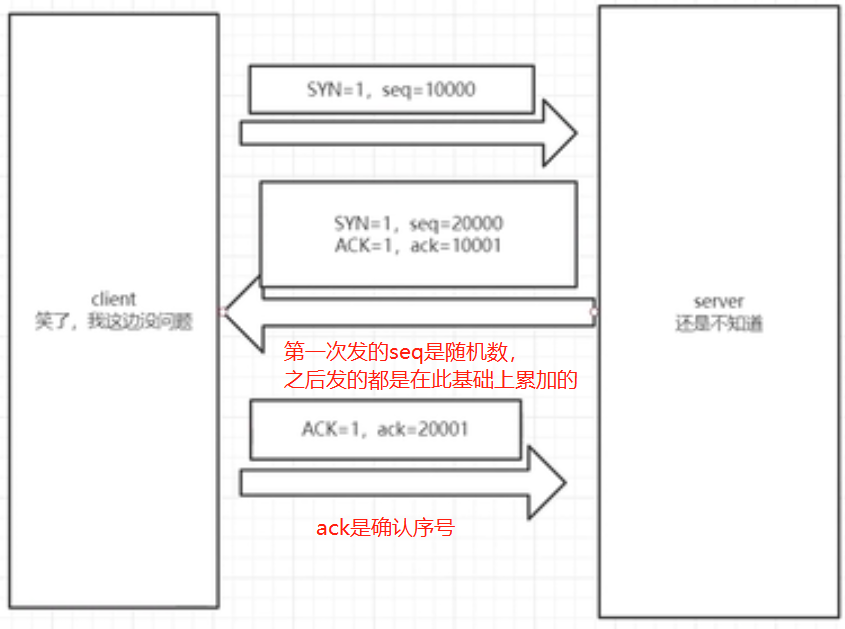 SYN=1, seq=10000
SYN=1, seq=20000
ACK=1, ack=10001
client
笑了，我这边没问题
server
还是不知道
第一次发的seq是随机数，
之后发的都是在此基础上累加的
ACK=1, ack=20001
ack是确认序号